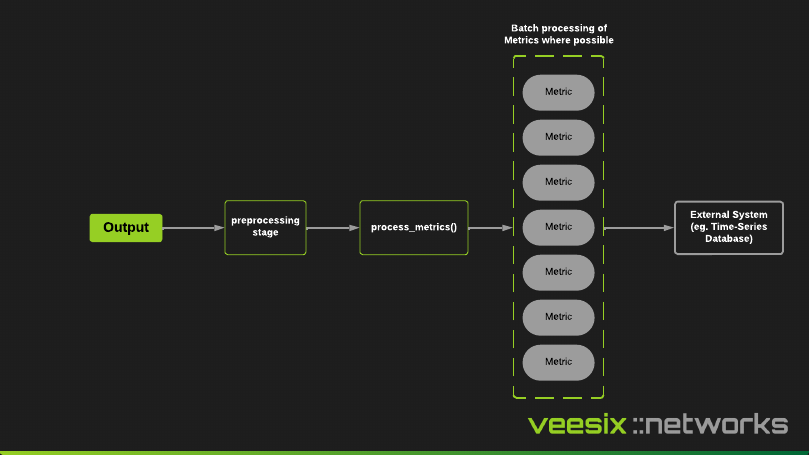 Batch processing of
Metrics where possible
Metric
Metric
Metric
Metric
Metric
Metric
Metric
Output
preprocessing
stage
process_metrics()
External System
(eg. Time-Series
Database)
veesix ::networks